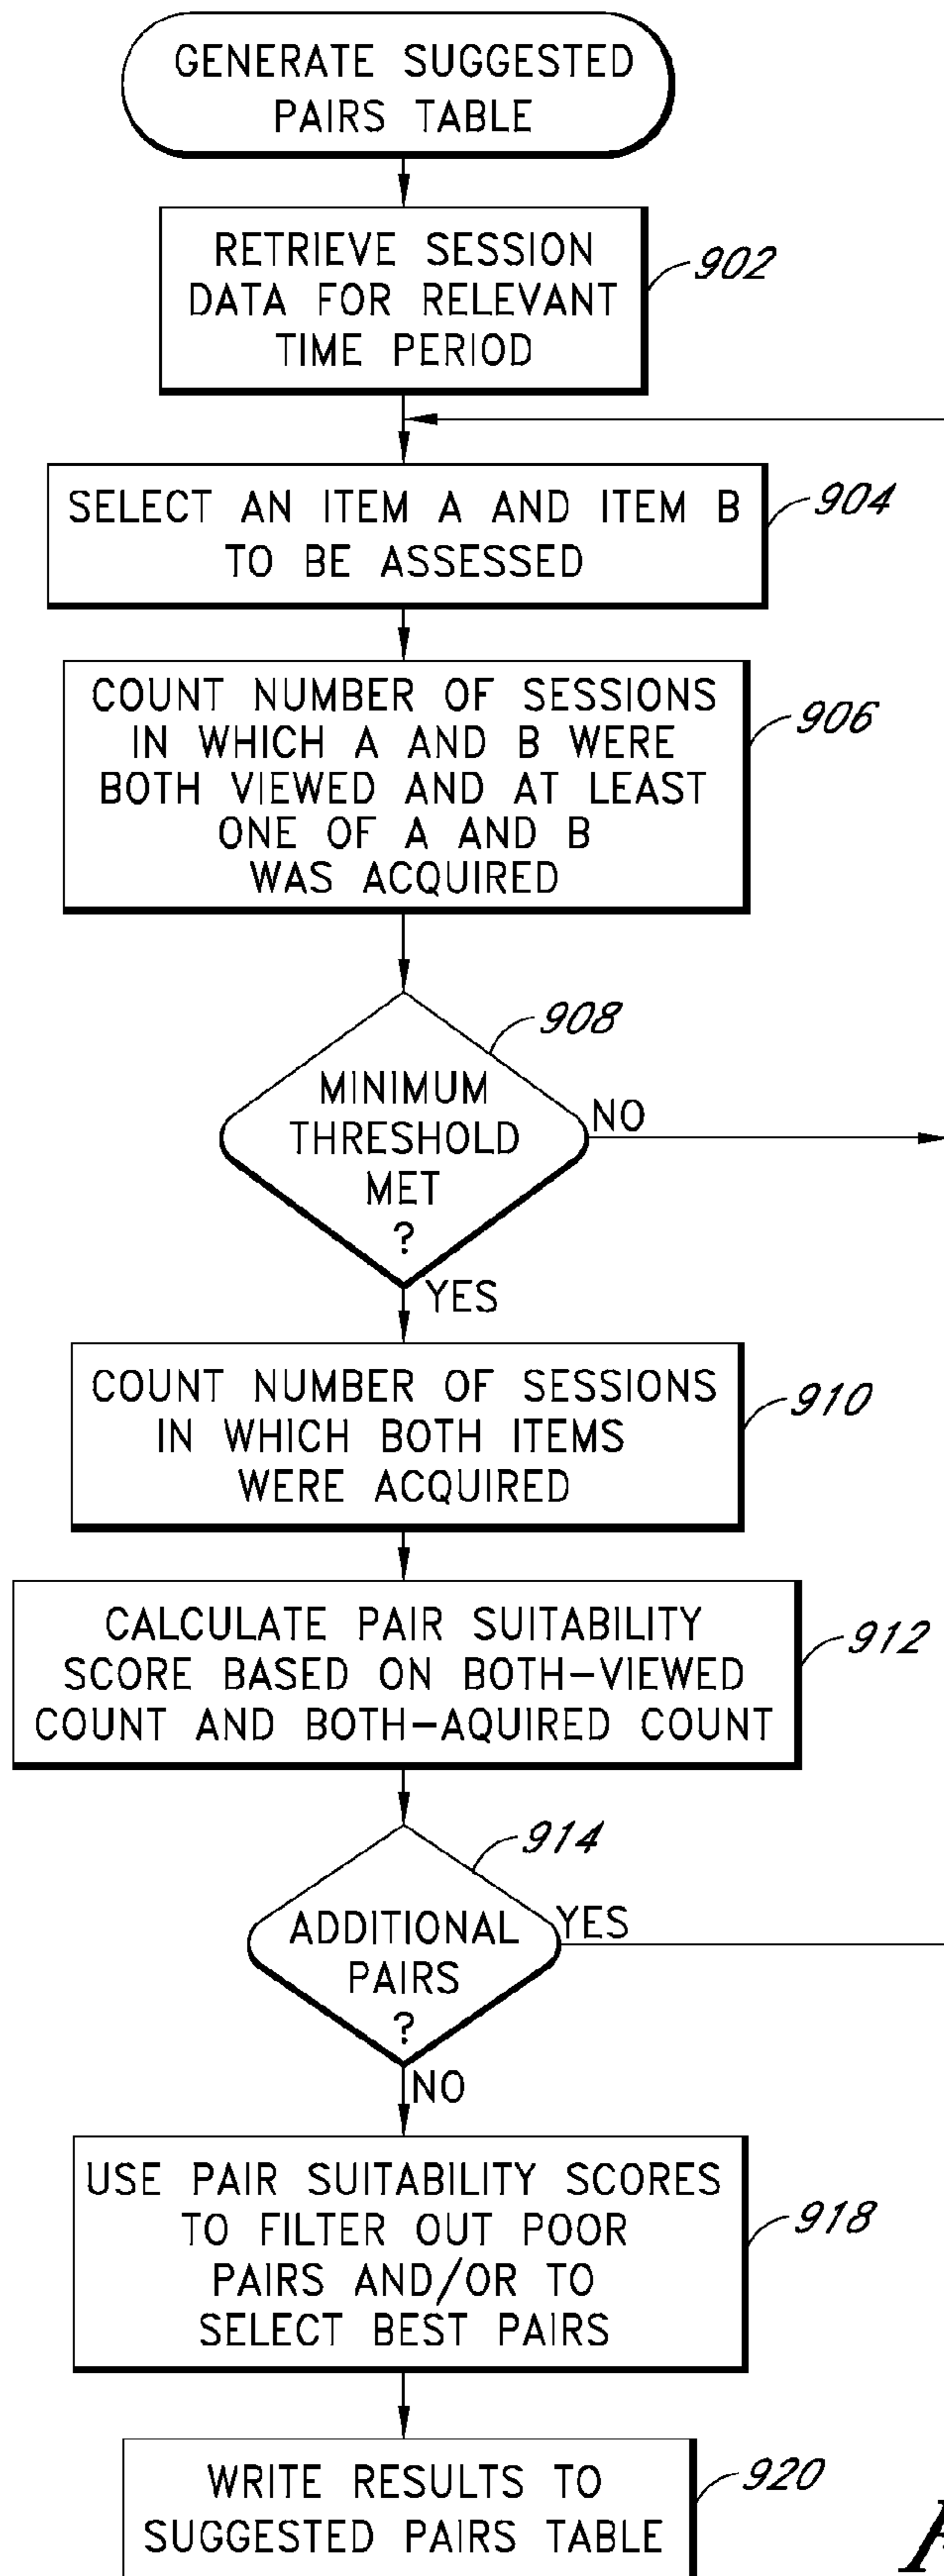 GENERATE SUGGESTED
PAIRS TABLE
RETRIEVE SESSION
DATA FOR RELEVANT
TIME PERIOD
902
SELECT AN ITEM A AND ITEM B
TO BE ASSESSED
904
COUNT NUMBER OF SESSIONS
IN WHICH A AND B WERE
BOTH VIEWED AND AT LEAST
ONE OF A AND B
WAS ACQUIRED
906
908
MINIMUM
THRESHOLD
MET
?
NO
YES
COUNT NUMBER OF SESSIONS
IN WHICH BOTH ITEMS
WERE ACQUIRED
910
CALCULATE PAIR SUITABILITY
SCORE BASED ON BOTH-VIEWED
COUNT AND BOTH-AQUIRED COUNT
912
914
ADDITIONAL
PAIRS
?
YES
NO
USE PAIR SUITABILITY SCORES
TO FILTER OUT POOR
PAIRS AND/OR TO
SELECT BEST PAIRS
918
WRITE RESULTS TO
SUGGESTED PAIRS TABLE
920